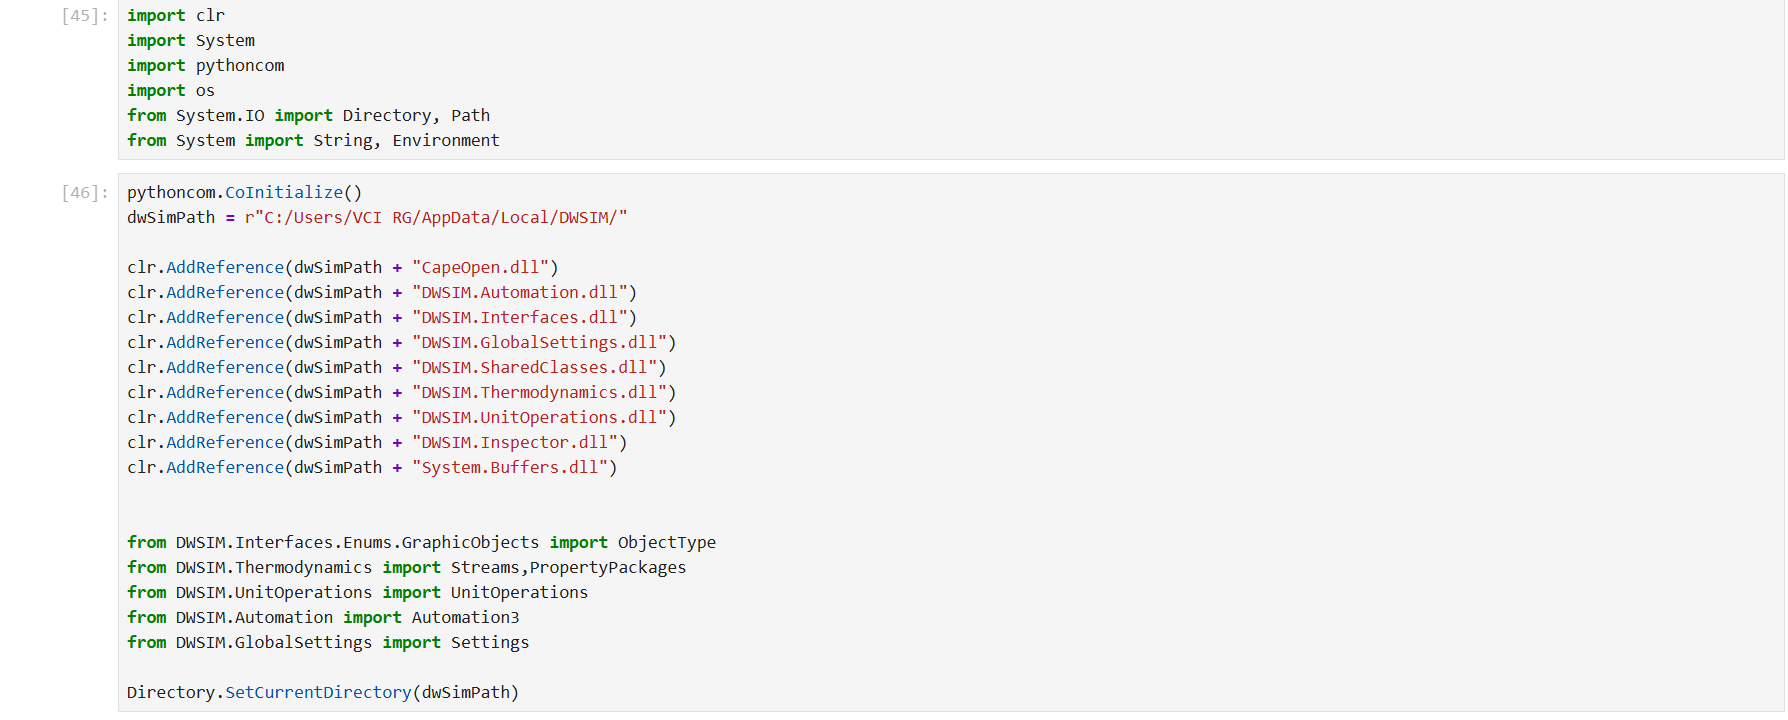 [45]:
import clr
import System
import pythoncom
import os
from System.IO import Directory, Path
from System import String, Environment
[46]:
pythoncom.CoInitialize()
dwSimPath = r"C:/Users/VCI RG/AppData/Local/DWSIM/"
clr.AddReference(dwSimPath + "CapeOpen.dll")
clr.AddReference(dwSimPath + "DWSIM.Automation.dll")
clr.AddReference(dwSimPath + "DWSIM.Interfaces.dll")
clr.AddReference(dwSimPath + "DWSIM.GlobalSettings.dll")
clr.AddReference(dwSimPath + "DWSIM.SharedClasses.dll")
clr.AddReference(dwSimPath + "DWSIM.Thermodynamics.dll")
clr.AddReference(dwSimPath + "DWSIM.UnitOperations.dll")
clr.AddReference(dwSimPath + "DWSIM.Inspector.dll")
clr.AddReference(dwSimPath + "System.Buffers.dll")
from DWSIM.Interfaces.Enums.GraphicObjects import ObjectType
from DWSIM.Thermodynamics import Streams,PropertyPackages
from DWSIM.UnitOperations import UnitOperations
from DWSIM.Automation import Automation3
from DWSIM.GlobalSettings import Settings
Directory.SetCurrentDirectory(dwSimPath)